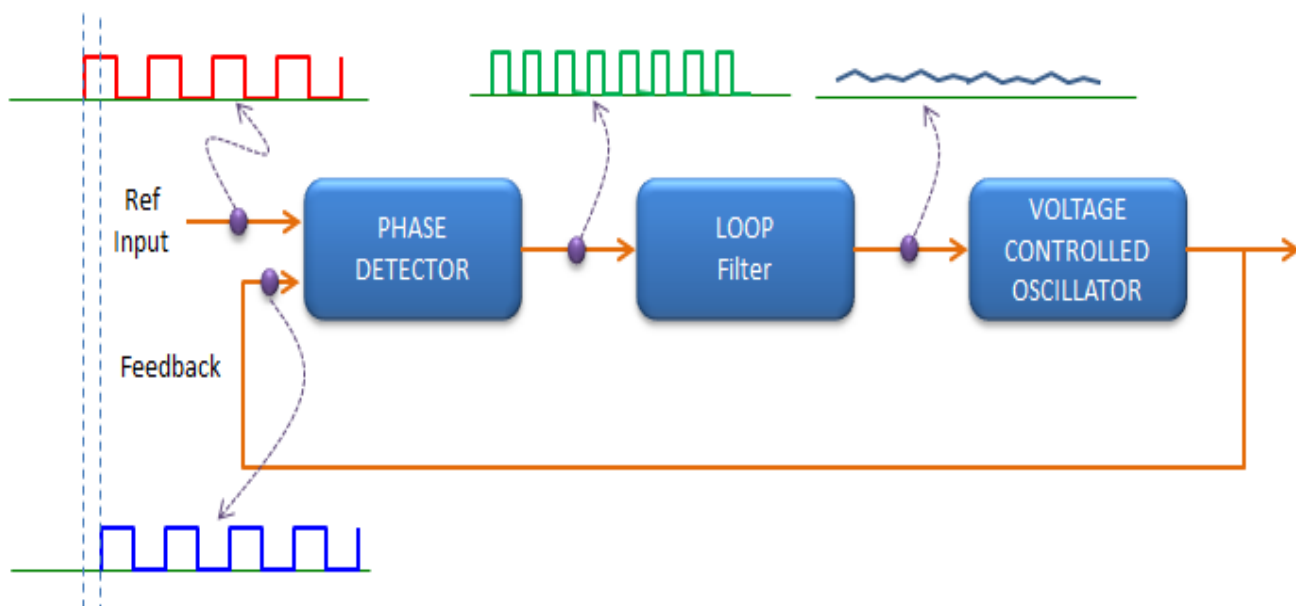 Ref
Input
PHASE
DETECTOR
LOOP
Filter
VOLTAGE
CONTROLLED
OSCILLATOR
Feedback